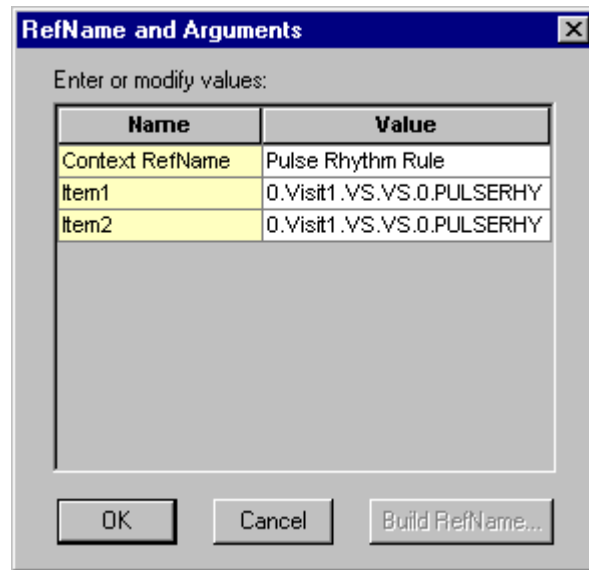 RefName and Arguments
Enter or modify values:
Name Value
Context RefName Pulse Rhythm Rule
Item1 0.Visit1.VS.VS.0.PULSERHY
Item2 0.Visit1.VS.VS.0.PULSERHY
OK Cancel Build RefName...